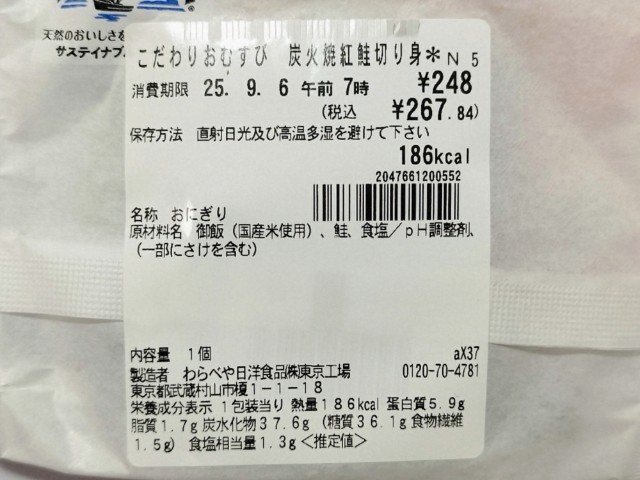 天然のおいしさを
サステイナブ
こだわりおむすび 炭火焼紅鮭切り身*N5
消費期限 25. 9. 6 午前 7時 ¥248
(税込 ¥267.84)
保存方法 直射日光及び高温多湿を避けて下さい
186kcal
2047661200552
名称 おにぎり
原材料名 御飯(国産米使用)、鮭、食塩/pH調整剤、
(一部にさけを含む)
内容量 1個 aX37
製造者 わらべや日洋食品㈱東京工場 0120-70-4781
東京都武蔵村山市榎1-1-18
栄養成分表示 1包装当り 熱量186kcal 蛋白質5.9g
脂質1.7g 炭水化物37.6g (糖質36.1g 食物繊維
1.5g) 食塩相当量1.3g<推定値>